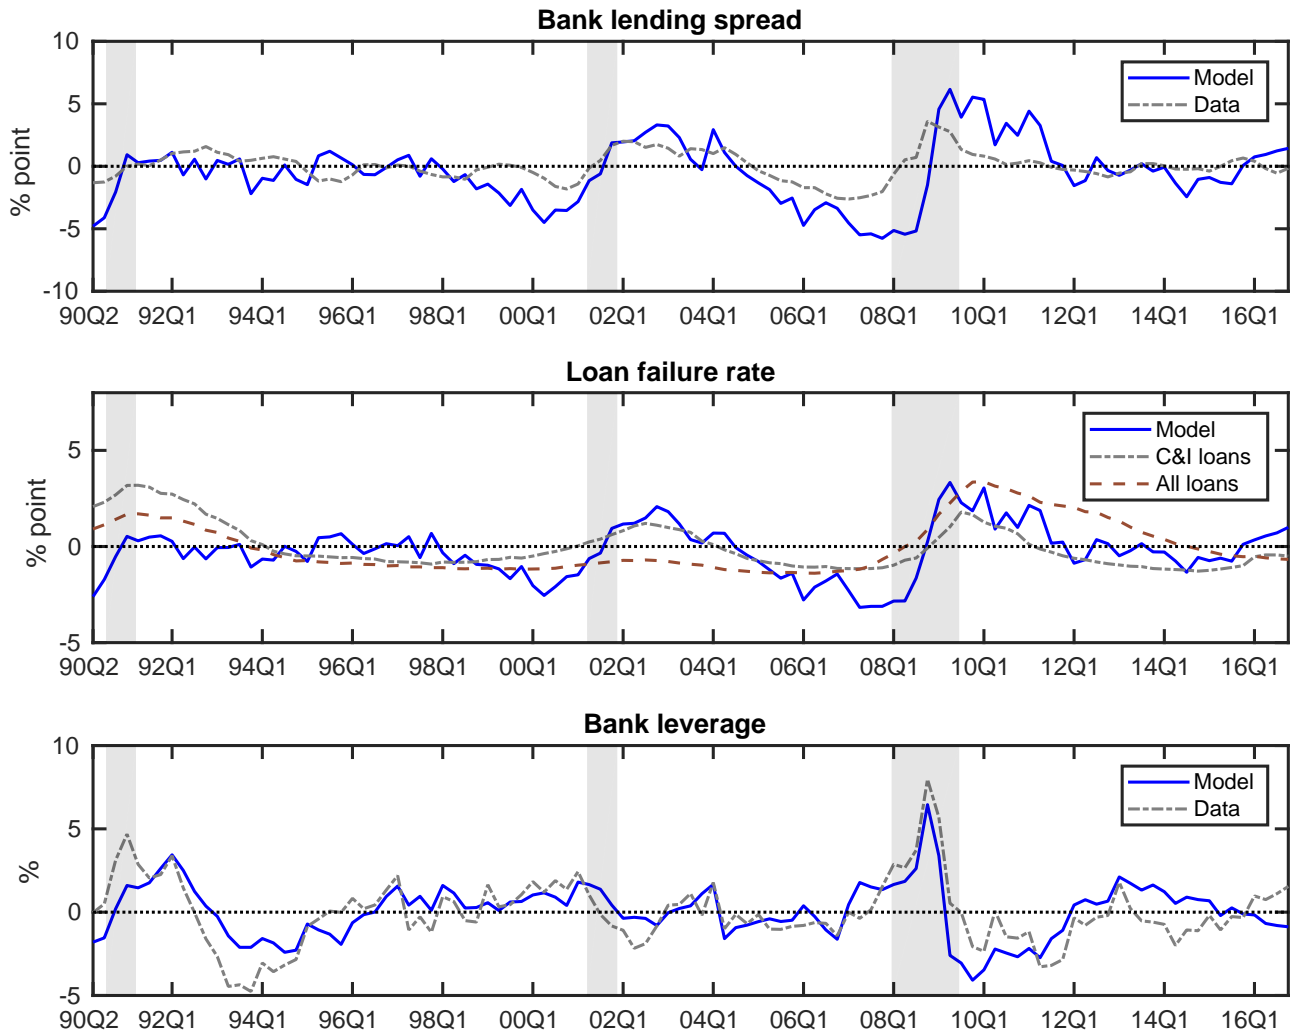 Bank lending spread
10
5
0
-5
-10
% point
Model
Data
90Q2 92Q1 94Q1 96Q1 98Q1 00Q1 02Q1 04Q1 06Q1 08Q1 10Q1 12Q1 14Q1 16Q1
Loan failure rate
5
0
-5
% point
Model
C&I loans
All loans
90Q2 92Q1 94Q1 96Q1 98Q1 00Q1 02Q1 04Q1 06Q1 08Q1 10Q1 12Q1 14Q1 16Q1
Bank leverage
10
5
0
-5
%
Model
Data
90Q2 92Q1 94Q1 96Q1 98Q1 00Q1 02Q1 04Q1 06Q1 08Q1 10Q1 12Q1 14Q1 16Q1